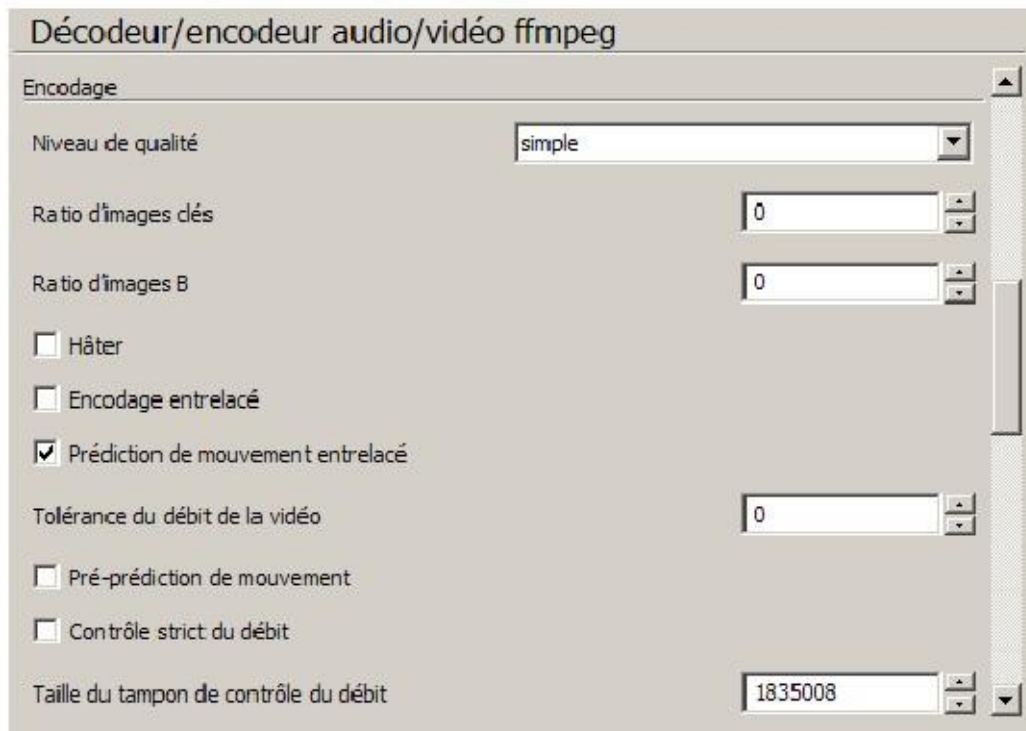 Décodeur/encodeur audio/vidéo ffmpeg
Encodage
Niveau de qualité simple
Ratio d'images clés 0
Ratio d'images B 0
Hâter
Encodage entrelacé
Prédiction de mouvement entrelacé
Tolérance du débit de la vidéo 0
Pré-prédiction de mouvement
Contrôle strict du débit
Taille du tampon de contrôle du débit 1835008